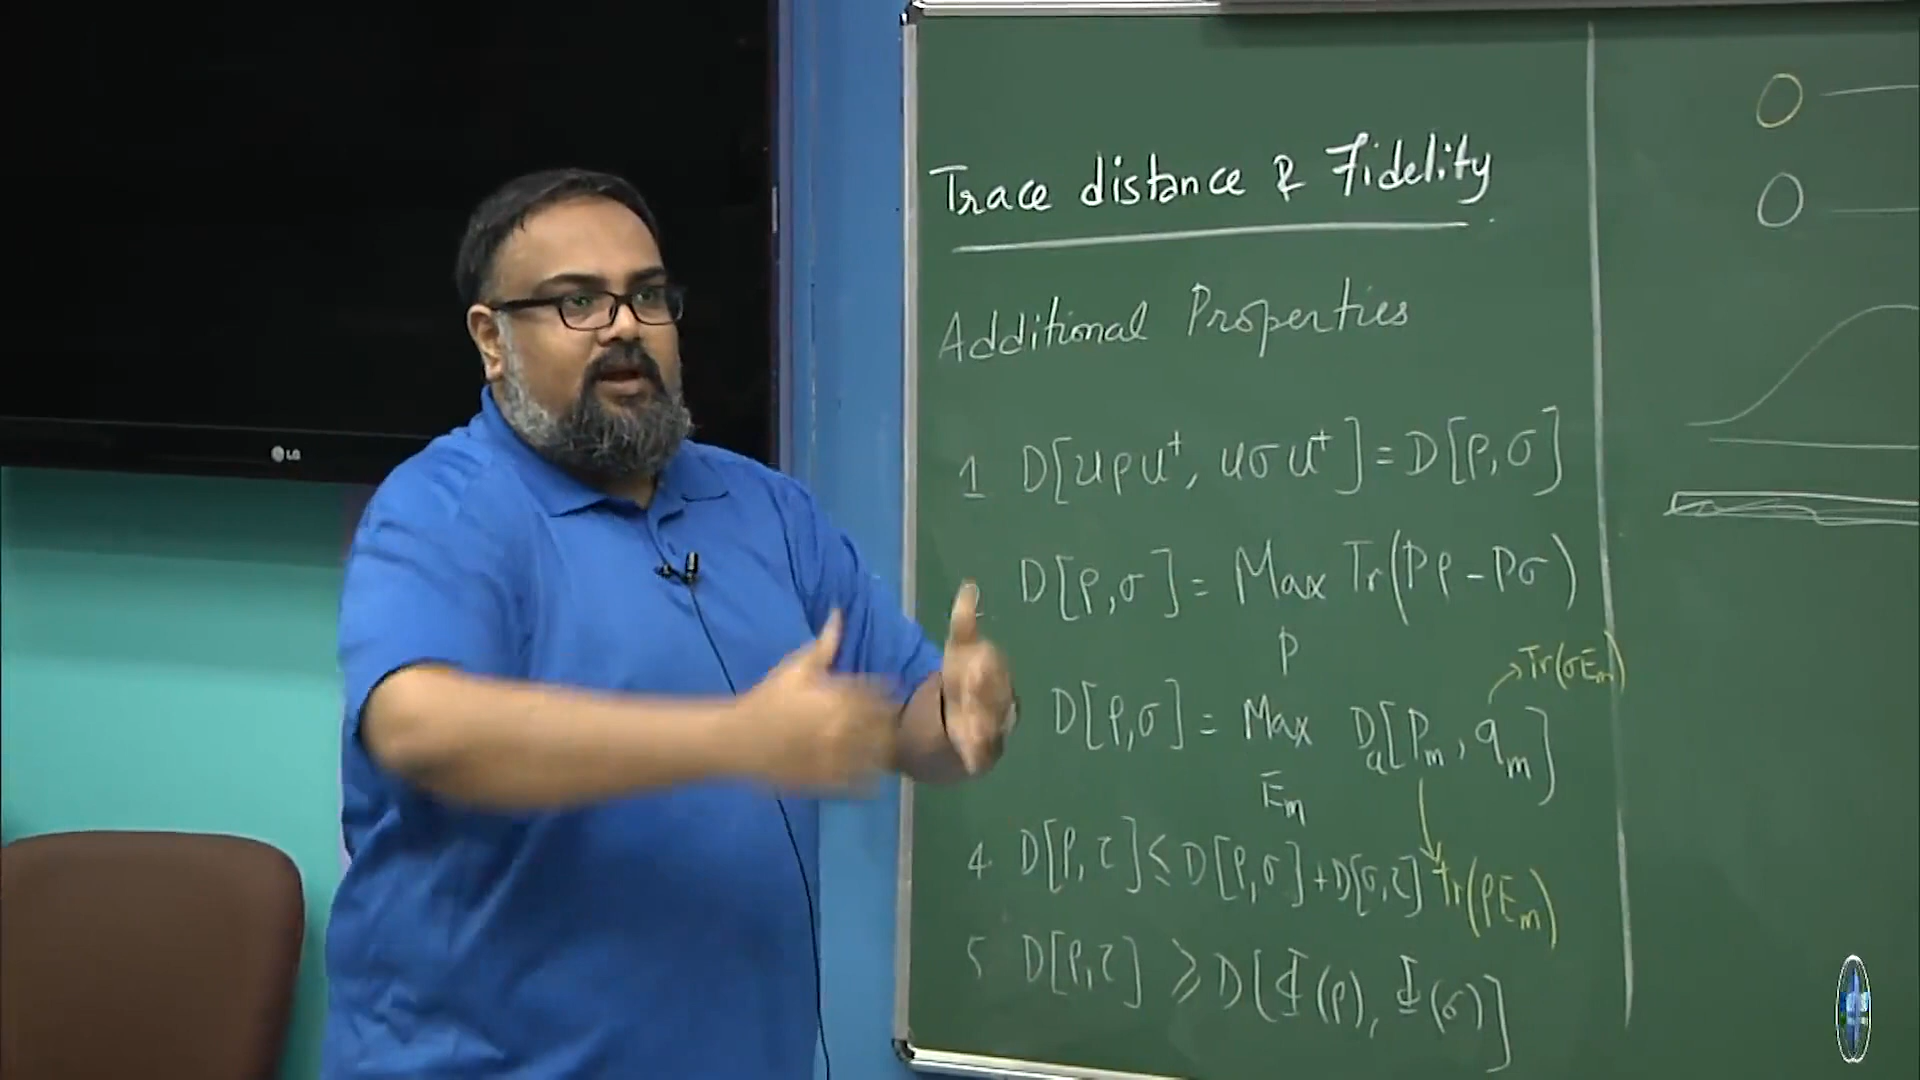 Trace distance & Fidelity
Additional Properties
1 D[UρU†, UσU†] = D[ρ,σ]
D[ρ,σ] = Max Tr(Pρ - Pσ)
P
Tr(σEm)
D[ρ,σ] = Max Da[Pm, qm]
Em
4. D[ρ,τ] ≤ D[ρ,σ] + D[σ,τ]
tr(ρEm)
5 D[ρ,τ] ≥ D[Φ(ρ), Φ(σ)]
LG